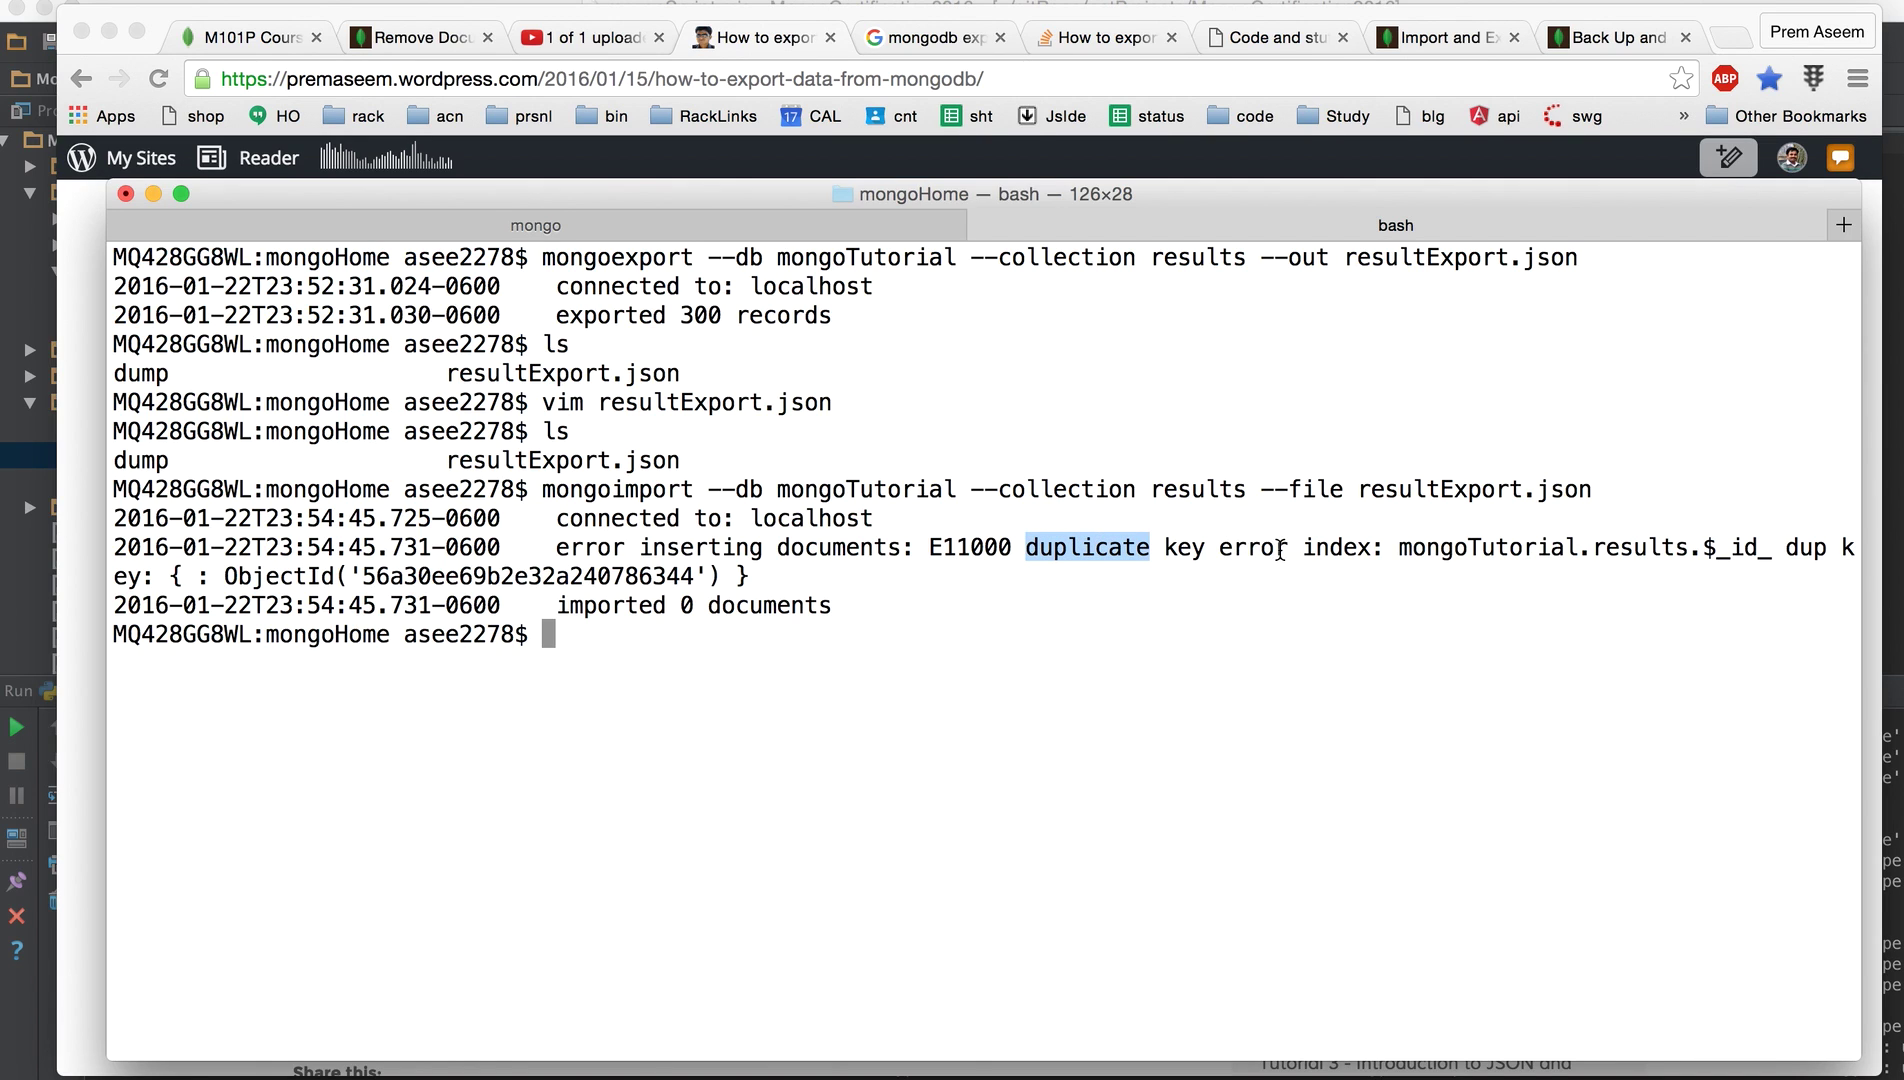 M101P Cours
Remove Docu
1 of 1 upload
How to expor
mongodb exp
How to expor
Code and stu
Import and Ex
Back Up and
Prem Aseem
https://premaseem.wordpress.com/2016/01/15/how-to-export-data-from-mongodb/
ABP
Apps shop HO rack acn prsnl bin RackLinks 17 CAL cnt sht JsIde status code Study blg api swg » Other Bookmarks
My Sites Reader
mongoHome — bash — 126×28
mongo bash +
MQ428GG8WL:mongoHome asee2278$ mongoexport --db mongoTutorial --collection results --out resultExport.json
2016-01-22T23:52:31.024-0600 connected to: localhost
2016-01-22T23:52:31.030-0600 exported 300 records
MQ428GG8WL:mongoHome asee2278$ ls
dump resultExport.json
MQ428GG8WL:mongoHome asee2278$ vim resultExport.json
MQ428GG8WL:mongoHome asee2278$ ls
dump resultExport.json
MQ428GG8WL:mongoHome asee2278$ mongoimport --db mongoTutorial --collection results --file resultExport.json
2016-01-22T23:54:45.725-0600 connected to: localhost
2016-01-22T23:54:45.731-0600 error inserting documents: E11000 duplicate key error index: mongoTutorial.results.$_id_ dup k
ey: { : ObjectId('56a30ee69b2e32a240786344') }
2016-01-22T23:54:45.731-0600 imported 0 documents
MQ428GG8WL:mongoHome asee2278$
Run
Share this:
Tutorial 3 - Introduction to JSON and